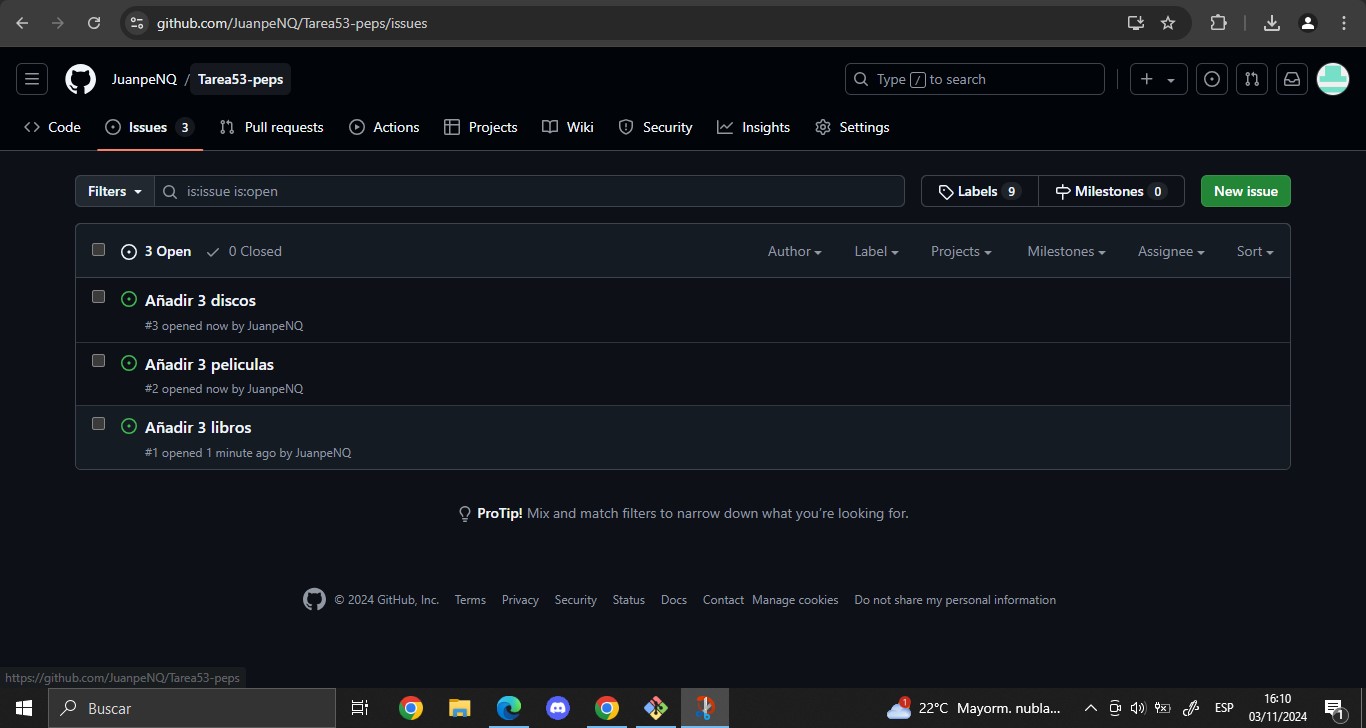 github.com/JuanpeNQ/Tarea53-peps/issues
JuanpeNQ / Tarea53-peps
Type / to search
Code
Issues 3
Pull requests
Actions
Projects
Wiki
Security
Insights
Settings
Filters
is:issue is:open
Labels 9
Milestones 0
New issue
3 Open
0 Closed
Author
Label
Projects
Milestones
Assignee
Sort
Añadir 3 discos
#3 opened now by JuanpeNQ
Añadir 3 peliculas
#2 opened now by JuanpeNQ
Añadir 3 libros
#1 opened 1 minute ago by JuanpeNQ
ProTip! Mix and match filters to narrow down what you're looking for.
© 2024 GitHub, Inc.
Terms
Privacy
Security
Status
Docs
Contact
Manage cookies
Do not share my personal information
https://github.com/JuanpeNQ/Tarea53-peps
Buscar
1
22°C Mayorm. nubla...
ESP
16:10
03/11/2024
1